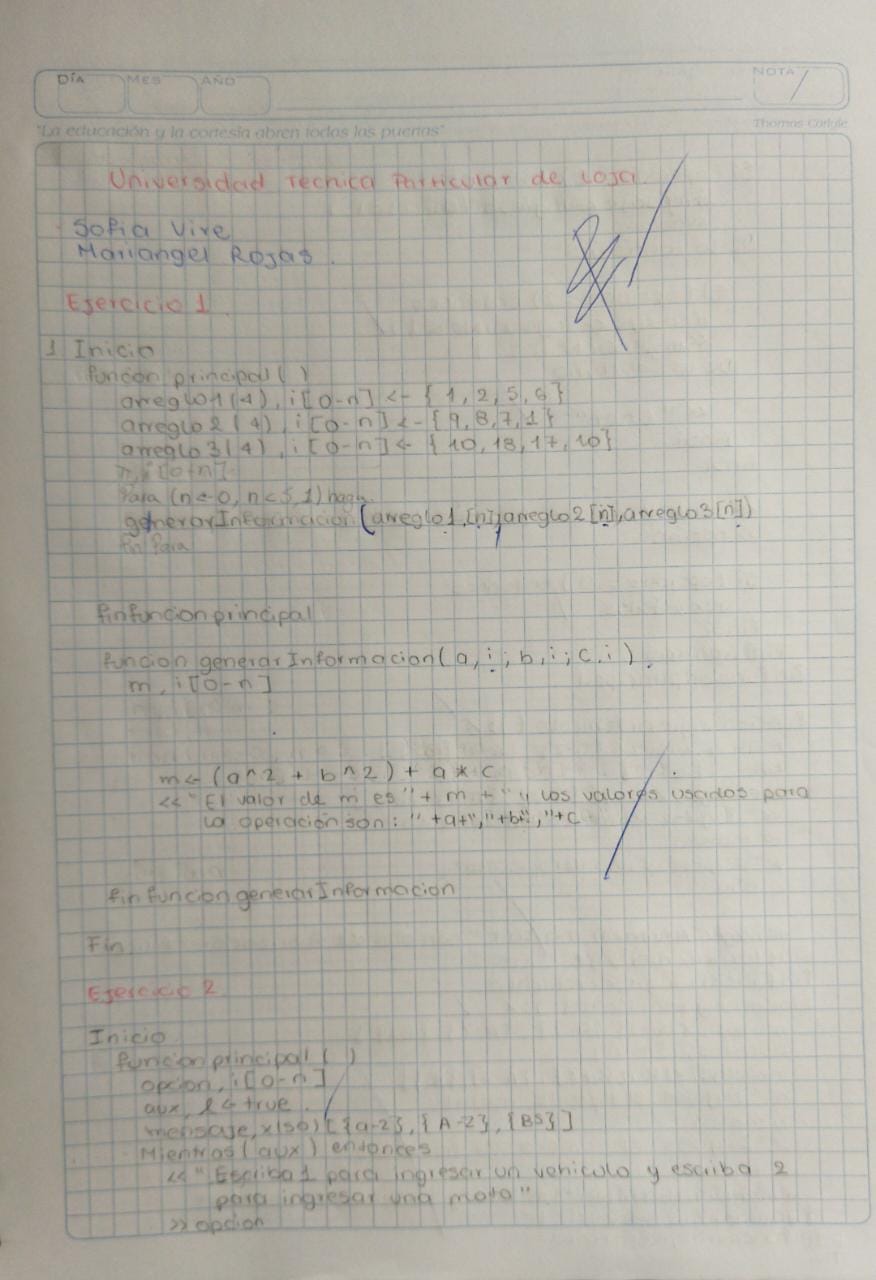 DÍA MES AÑO NOTA
"La educación y la cortesía abren todas las puertas" Thomas Carlyle
Universidad Tecnica Particular de Loja
Sofia Vire
Mariangel Rojas
Ejercicio 1
1 Inicio
funcion principal ( )
arreglo1(4), i[0-n] <- { 1, 2, 5, 6 }
arreglo 2 (4), i[0-n] <- {9,8,7,1}
arreglo 3(4), i[0-n] <- {10, 18, 17, 10}
n, i[0-n]
Para (n<-0, n<, 1) haga
generarInformacion (arreglo1,[n], arreglo2[n], arreglo3[n])
fin Para
finfuncion principal
funcion generarInformacion(a, i ; b, i ; c, i )
m, i[0-n]
m <- (a^2 + b^2) + a * c
<< "El valor de m es" + m + " y los valores usados para
la operación son: " +a+","+b+","+c
fin funcion generarInformacion
Fin
Ejercicio 2
Inicio
funcion principal ( )
opcion, i[0-n]
aux, l <- true
mensaje, x(50) [{a-z}, {A-Z}, {BS}]
Mientras (aux) entonces
<< "Escriba 1 para ingresar un vehiculo y escriba 2
para ingresar una moto"
>> opcion